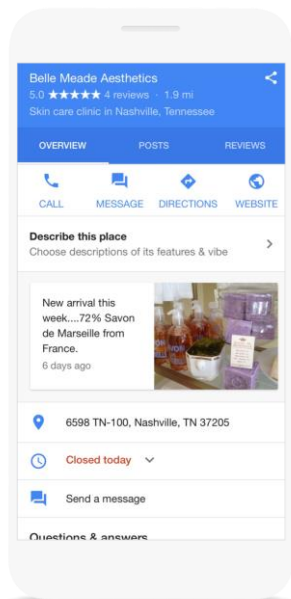 Belle Meade Aesthetics
5.0 ★★★★★ 4 reviews · 1.9 mi
Skin care clinic in Nashville, Tennessee
OVERVIEW POSTS REVIEWS
CALL MESSAGE DIRECTIONS WEBSITE
Describe this place
Choose descriptions of its features & vibe
New arrival this
week....72% Savon
de Marseille from
France.
6 days ago
6598 TN-100, Nashville, TN 37205
Closed today
Send a message
Questions & answers